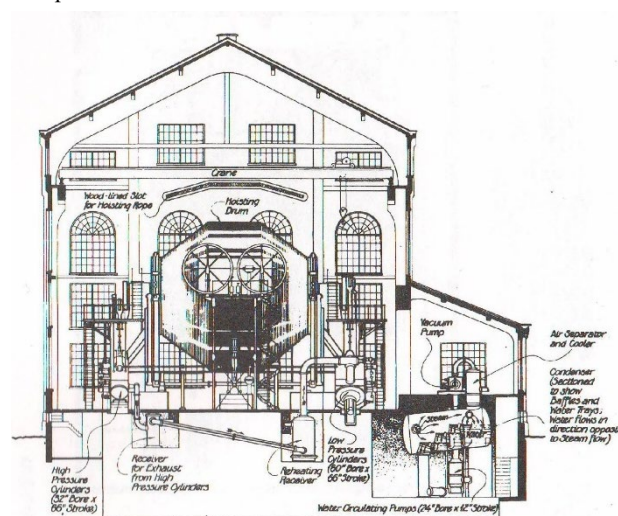 Crane
Wood-lined Slot
for Hoisting Rope
Hoisting
Drum
Vacuum
Pump
Air Separator
and Cooler
Condenser
(Sectioned
to show
Baffles and
Water Trays;
Water flows in
direction opposite
to Steam flow)
Steam
High
Pressure
Cylinders
(32" Bore x
66" Stroke)
Receiver
for Exhaust
from High
Pressure Cylinders
Reheating
Receiver
Low
Pressure
Cylinders
(60" Bore x
66" Stroke)
Water Circulating Pumps (24" Bore x 12" Stroke)